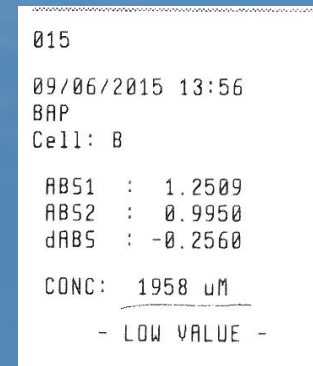 015
09/06/2015 13:56
BAP
Cell: B
ABS1 : 1.2509
ABS2 : 0.9950
dABS : -0.2560
CONC: 1958 uM
- LOW VALUE -